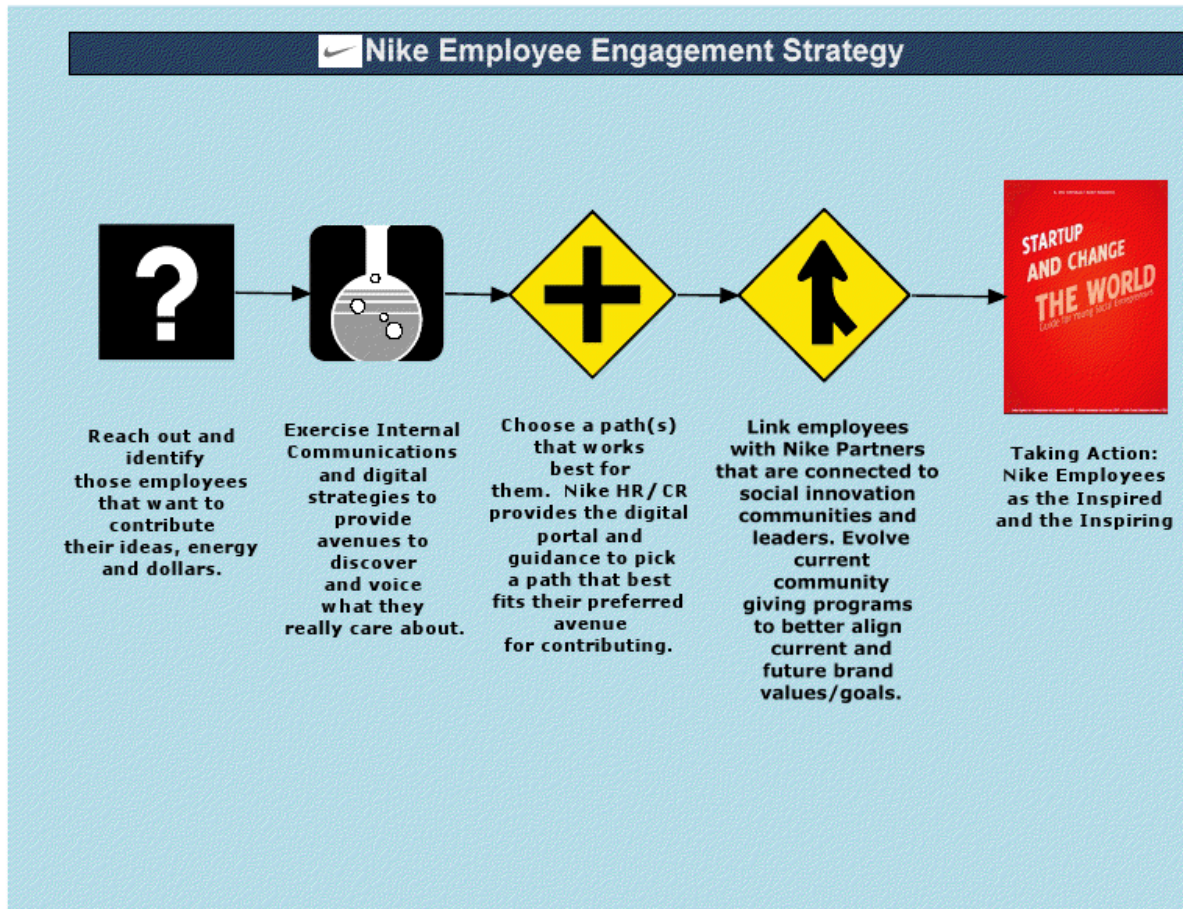 Nike Employee Engagement Strategy
?
STARTUP
AND CHANGE
THE WORLD
Guide for Young Social Entrepreneurs
Reach out and
identify
those employees
that want to
contribute
their ideas, energy
and dollars.
Exercise Internal
Communications
and digital
strategies to
provide
avenues to
discover
and voice
what they
really care about.
Choose a path(s)
that works
best for
them. Nike HR/CR
provides the digital
portal and
guidance to pick
a path that best
fits their preferred
avenue
for contributing.
Link employees
with Nike Partners
that are connected to
social innovation
communities and
leaders. Evolve
current
community
giving programs
to better align
current and
future brand
values/goals.
Taking Action:
Nike Employees
as the Inspired
and the Inspiring